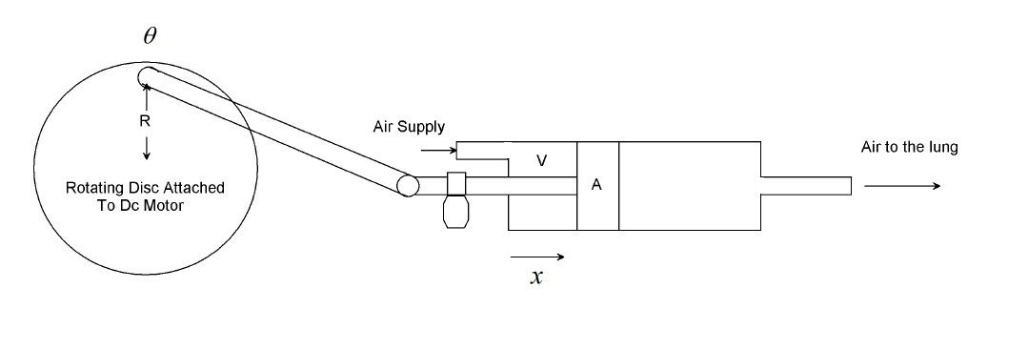 θ
R
Air Supply
Air to the lung
V
A
Rotating Disc Attached
To Dc Motor
x